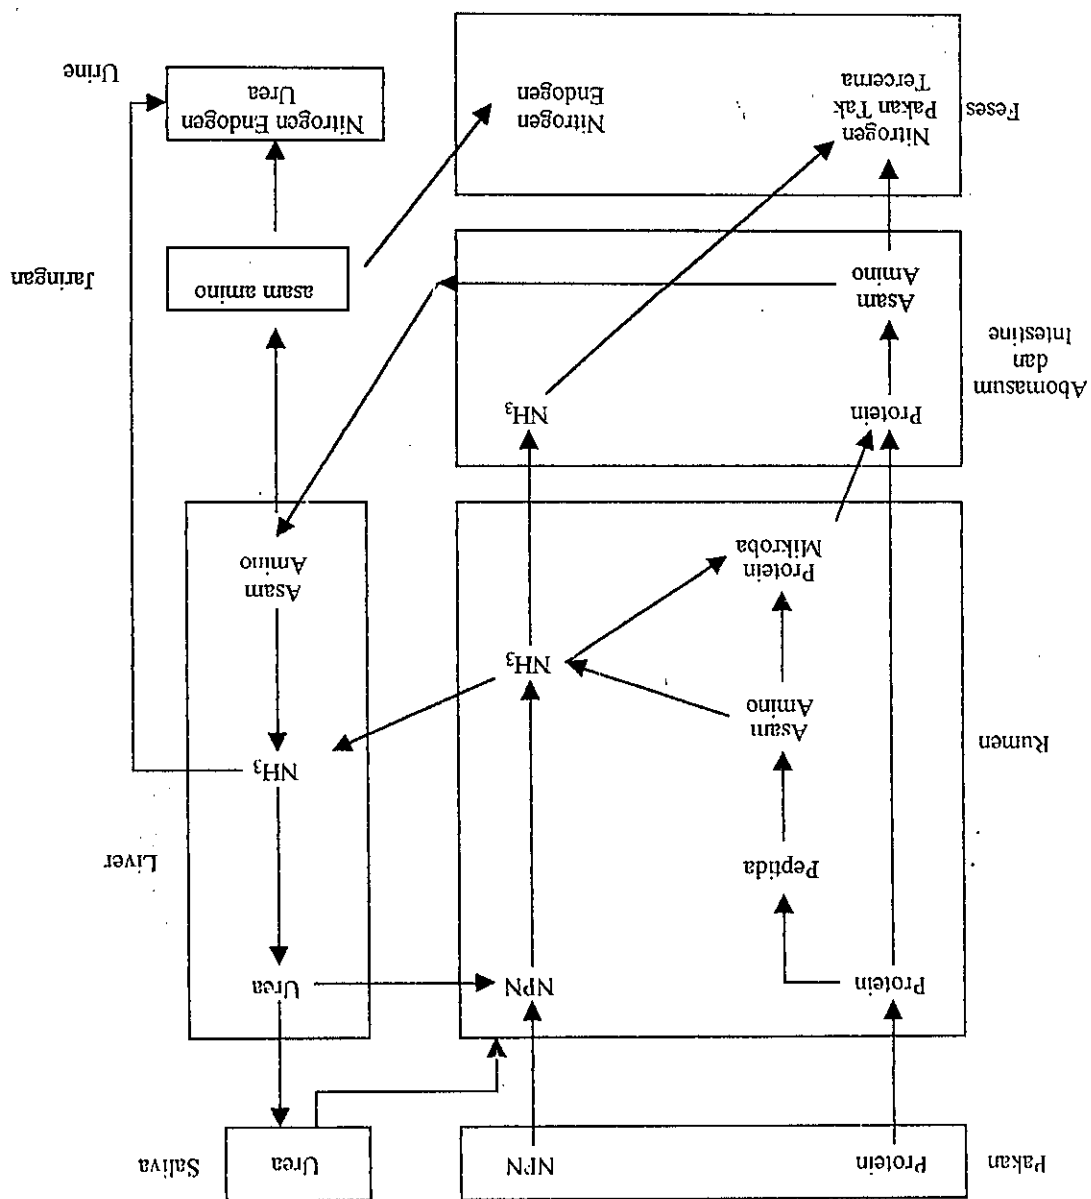 Pakan
Protein
NPN
Urea
Saliva
Protein
NPN
Urea
Peptida
Liver
Rumen
Asam
Amino
NH₃
NH₃
Protein
Mikroba
Asam
Amino
Abomasum
dan
Intestine
Protein
NH₃
Asam
Amino
asam amino
Jaringan
Feses
Nitrogen
Pakan Tak
Tercerna
Nitrogen
Endogen
Nitrogen Endogen
Urea
Urine